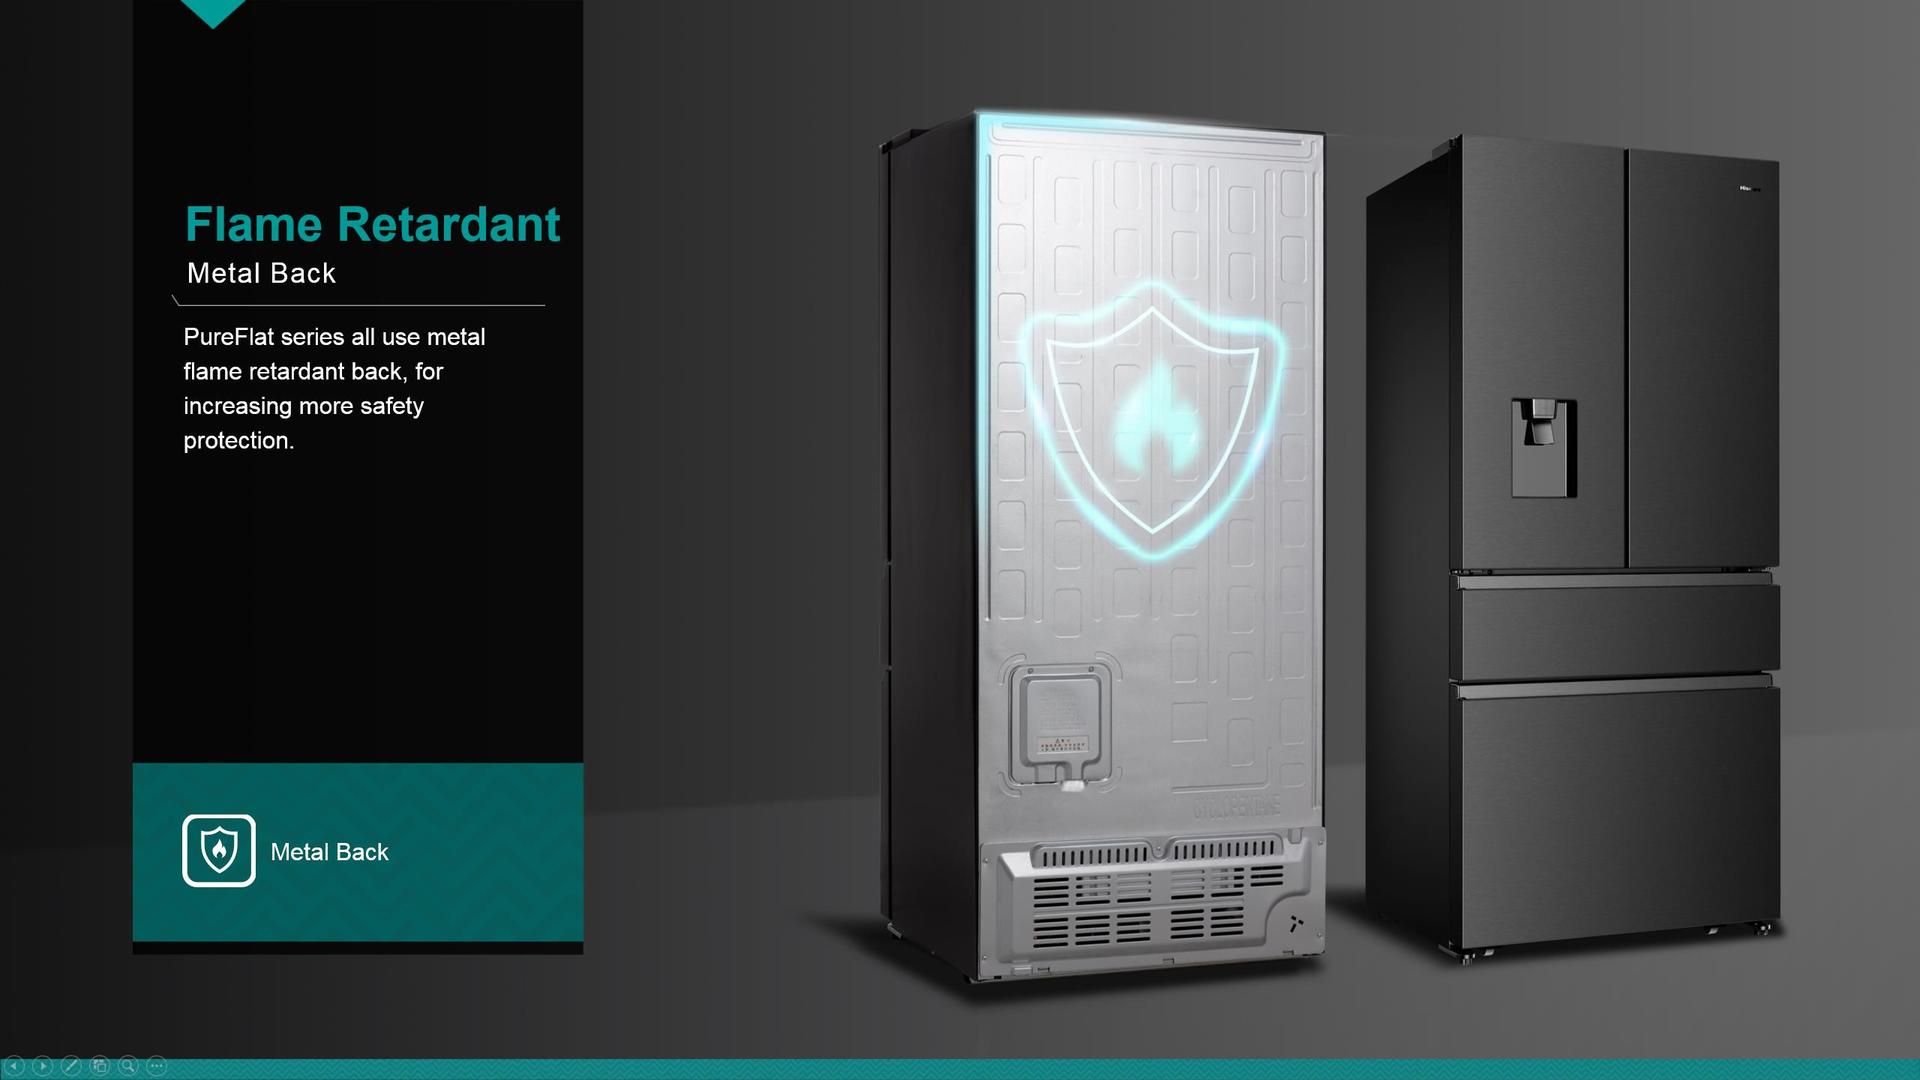 Flame Retardant
Metal Back
PureFlat series all use metal
flame retardant back, for
increasing more safety
protection.
Metal Back
CYCLOPENTANE